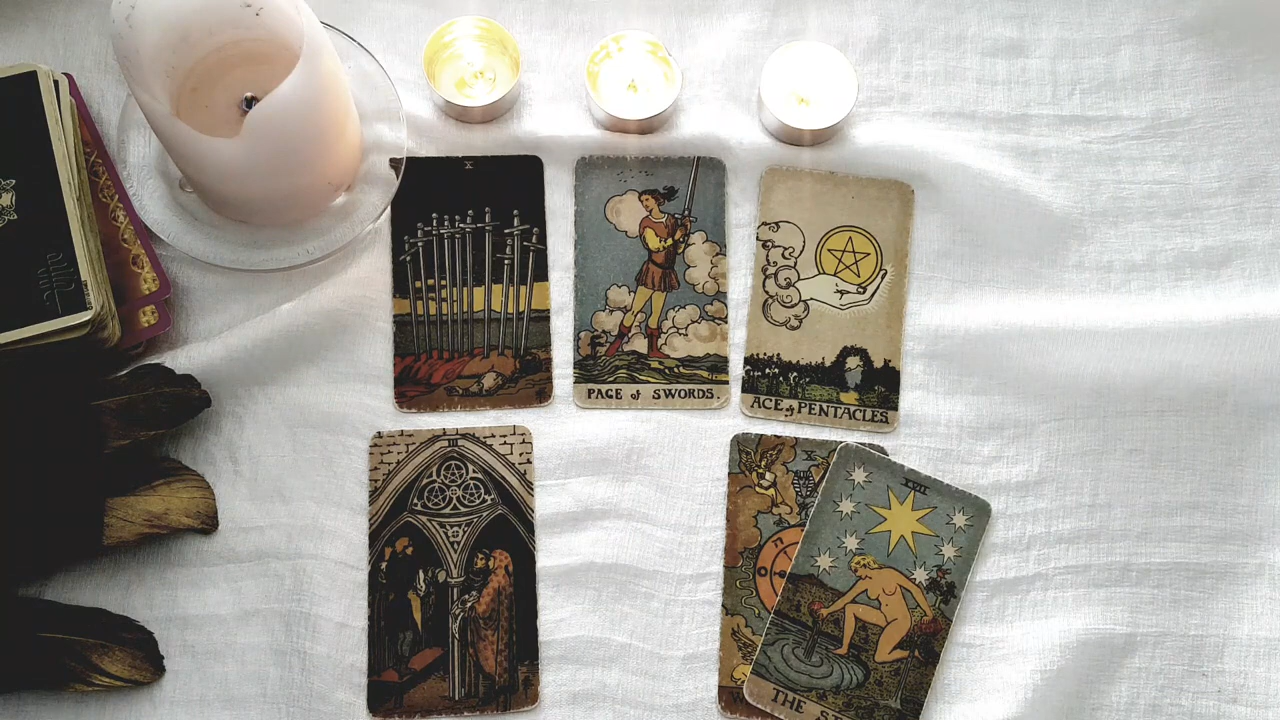 X
PAGE of SWORDS.
ACE of PENTACLES.
X
XVII
THE ST